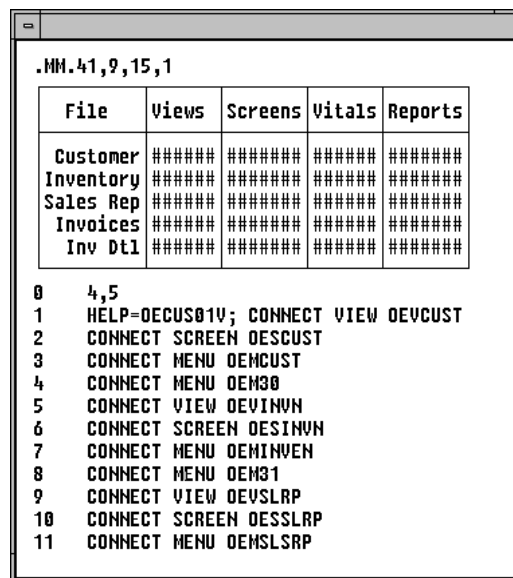 .MM.41,9,15,1
File Views Screens Vitals Reports
Customer ###### ####### ###### #######
Inventory ###### ####### ###### #######
Sales Rep ###### ####### ###### #######
Invoices ###### ####### ###### #######
Inv Dtl ###### ####### ###### #######
0 4,5
1 HELP=OECUS01V; CONNECT VIEW OEVCUST
2 CONNECT SCREEN OESCUST
3 CONNECT MENU OEMCUST
4 CONNECT MENU OEM30
5 CONNECT VIEW OEVINVN
6 CONNECT SCREEN OESINVN
7 CONNECT MENU OEMINVEN
8 CONNECT MENU OEM31
9 CONNECT VIEW OEVSLRP
10 CONNECT SCREEN OESSLRP
11 CONNECT MENU OEMSLSRP